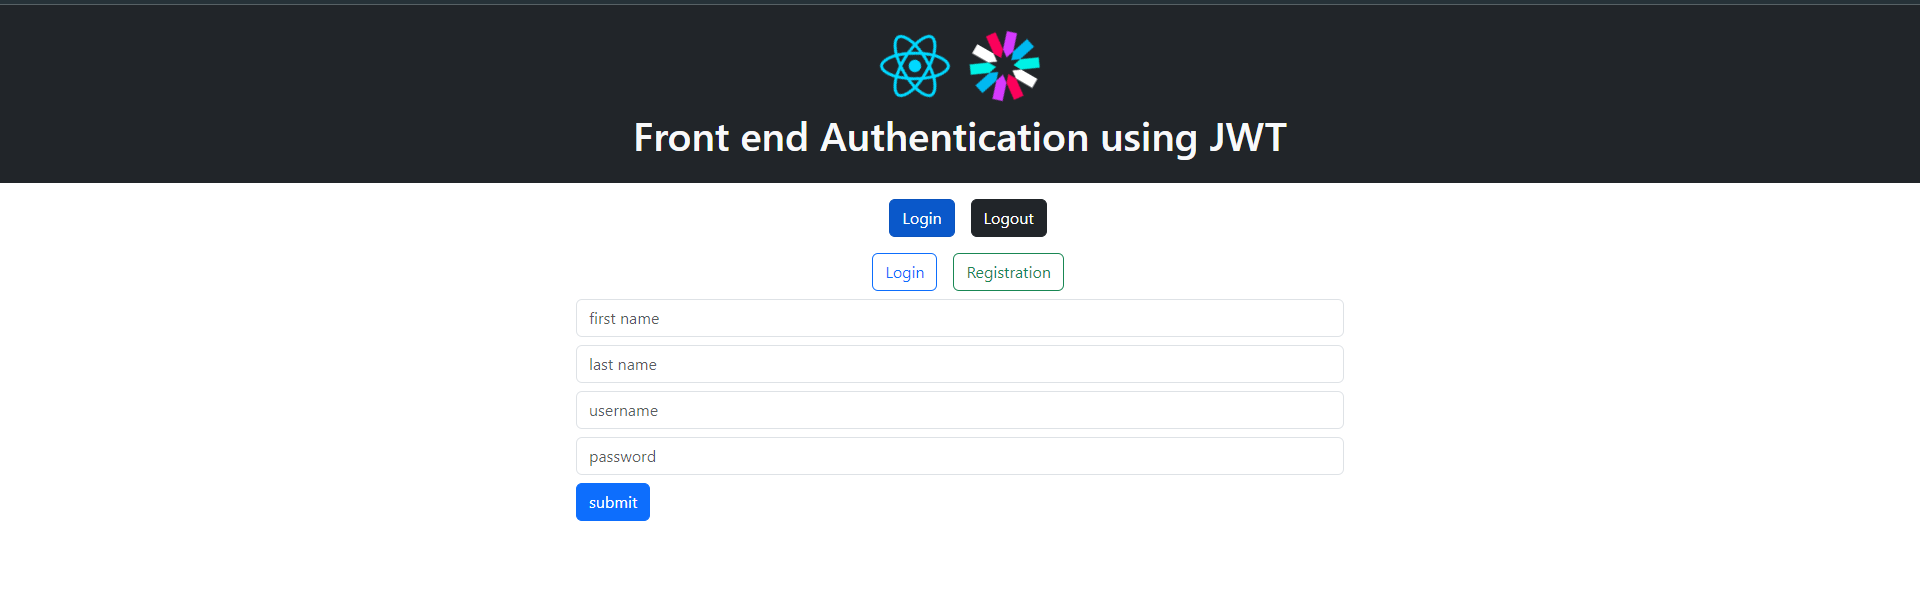 Front end Authentication using JWT
Login Logout
Login Registration
first name
last name
username
password
submit